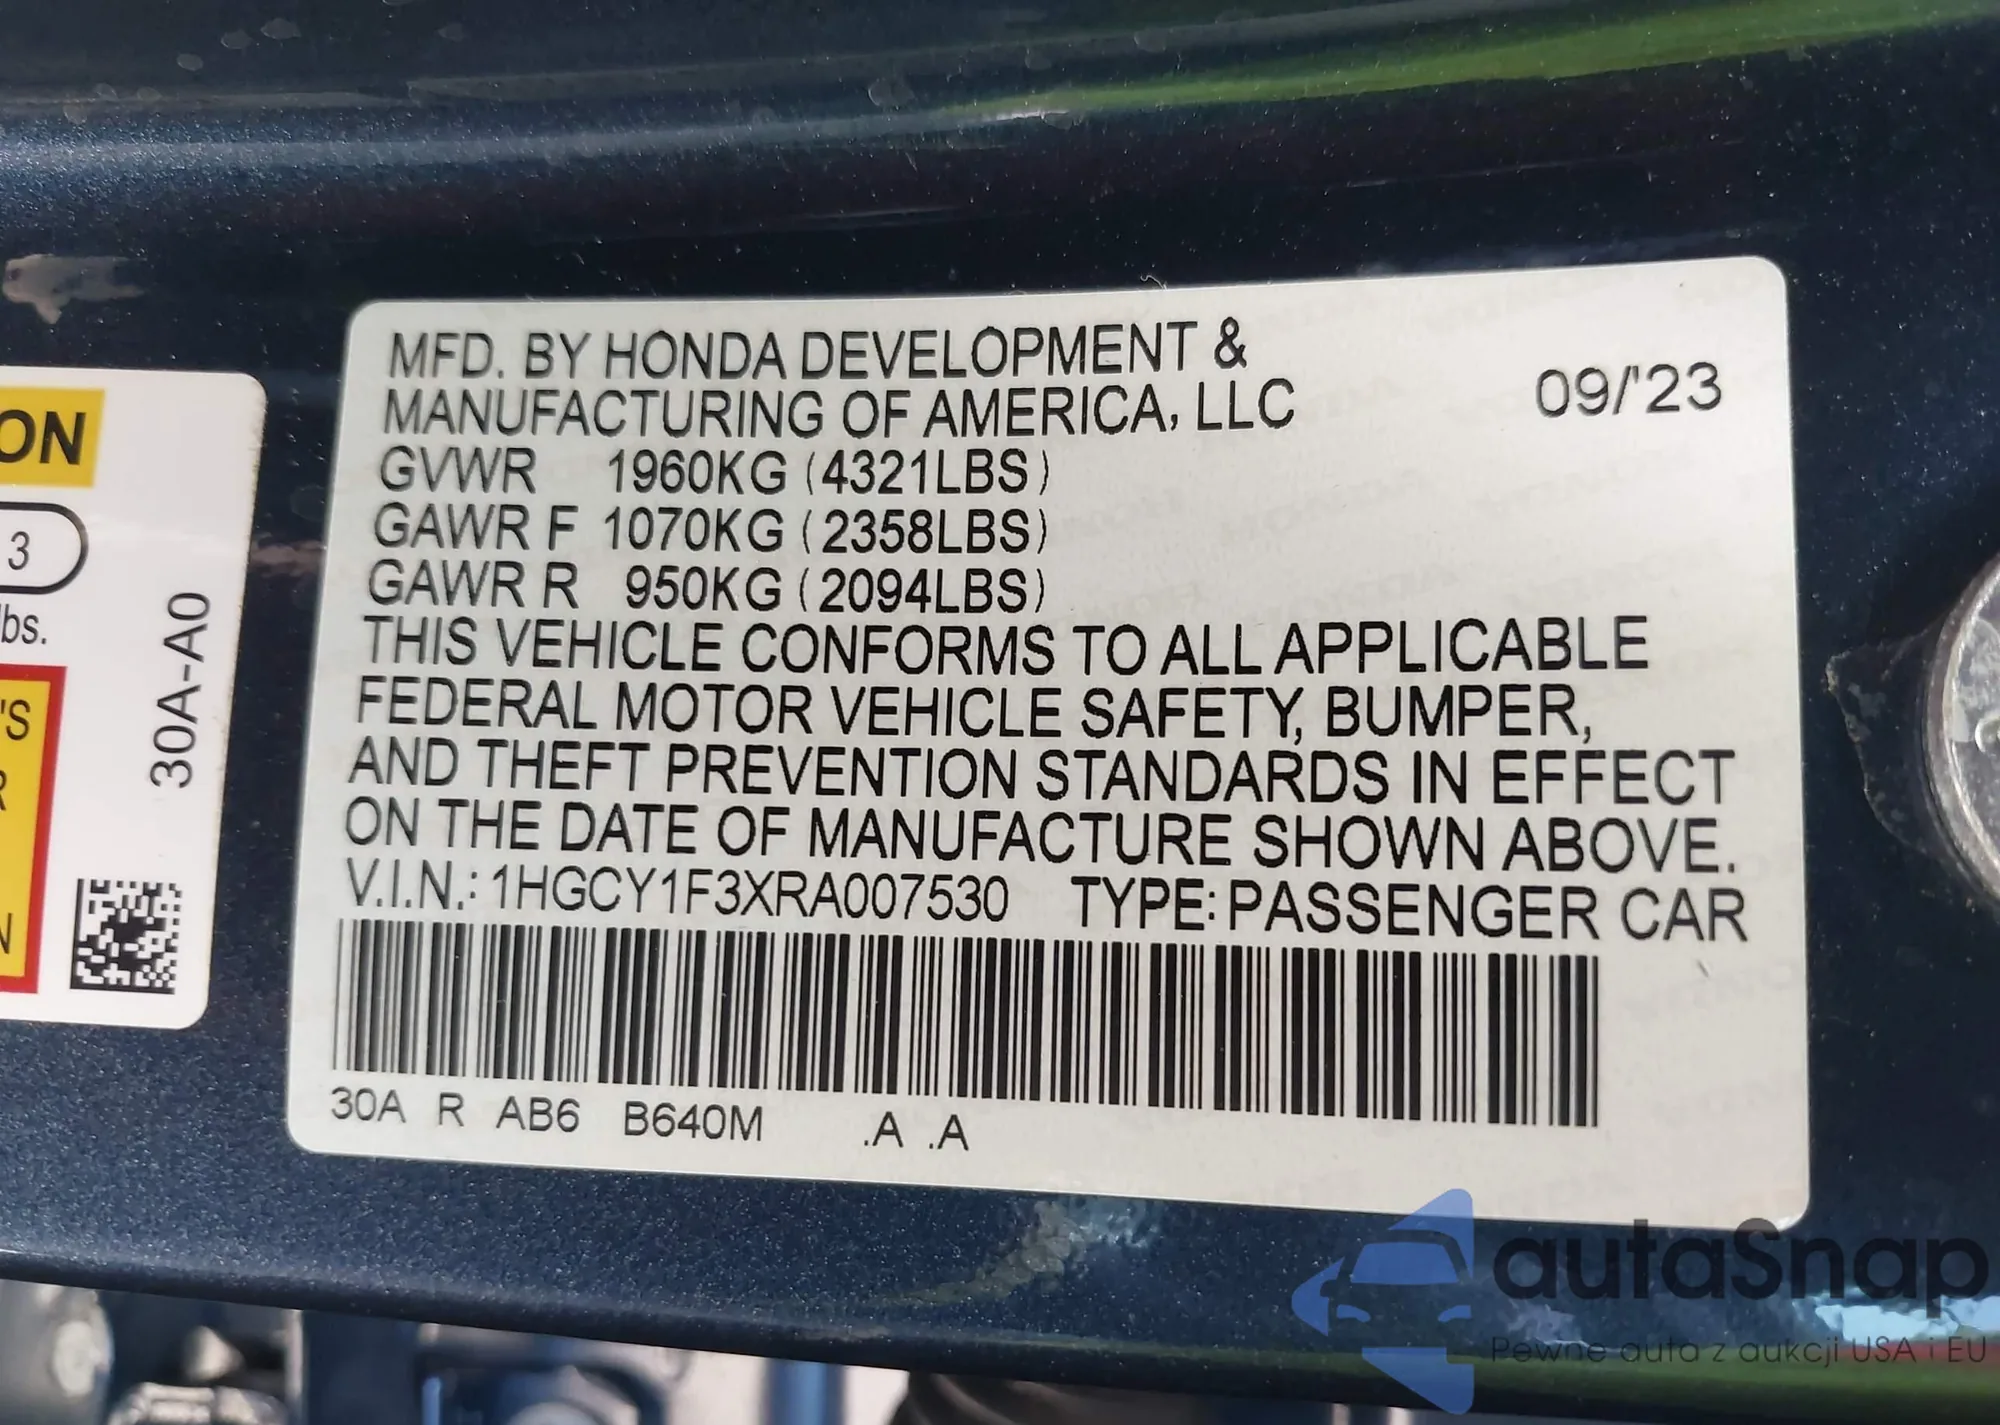 MFD. BY HONDA DEVELOPMENT &
MANUFACTURING OF AMERICA, LLC
09/'23
GVWR 1960KG (4321LBS)
GAWR F 1070KG (2358LBS)
GAWR R 950KG (2094LBS)
THIS VEHICLE CONFORMS TO ALL APPLICABLE
FEDERAL MOTOR VEHICLE SAFETY, BUMPER,
AND THEFT PREVENTION STANDARDS IN EFFECT
ON THE DATE OF MANUFACTURE SHOWN ABOVE.
V.I.N.: 1HGCY1F3XRA007530 TYPE: PASSENGER CAR
30A R AB6 B640M .A .A
ON
3
lbs.
'S
R
N
30A-A0
autaSnap
Pewne auta z aukcji USA i EU